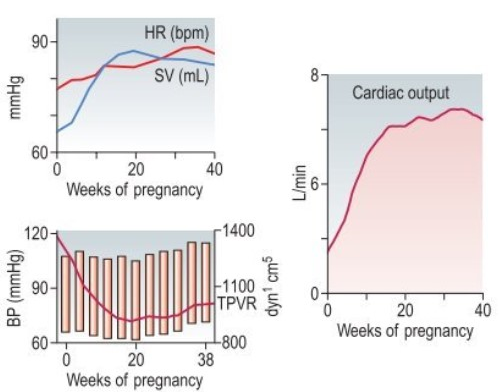 HR (bpm)
SV (mL)
90
60
mmHg
0
20
40
Weeks of pregnancy
120
90
60
BP (mmHg)
1400
1100
TPVR
800
dyn¹ cm⁵
0
20
38
Weeks of pregnancy
Cardiac output
8
6
0
L/min
0
10
20
30
40
Weeks of pregnancy